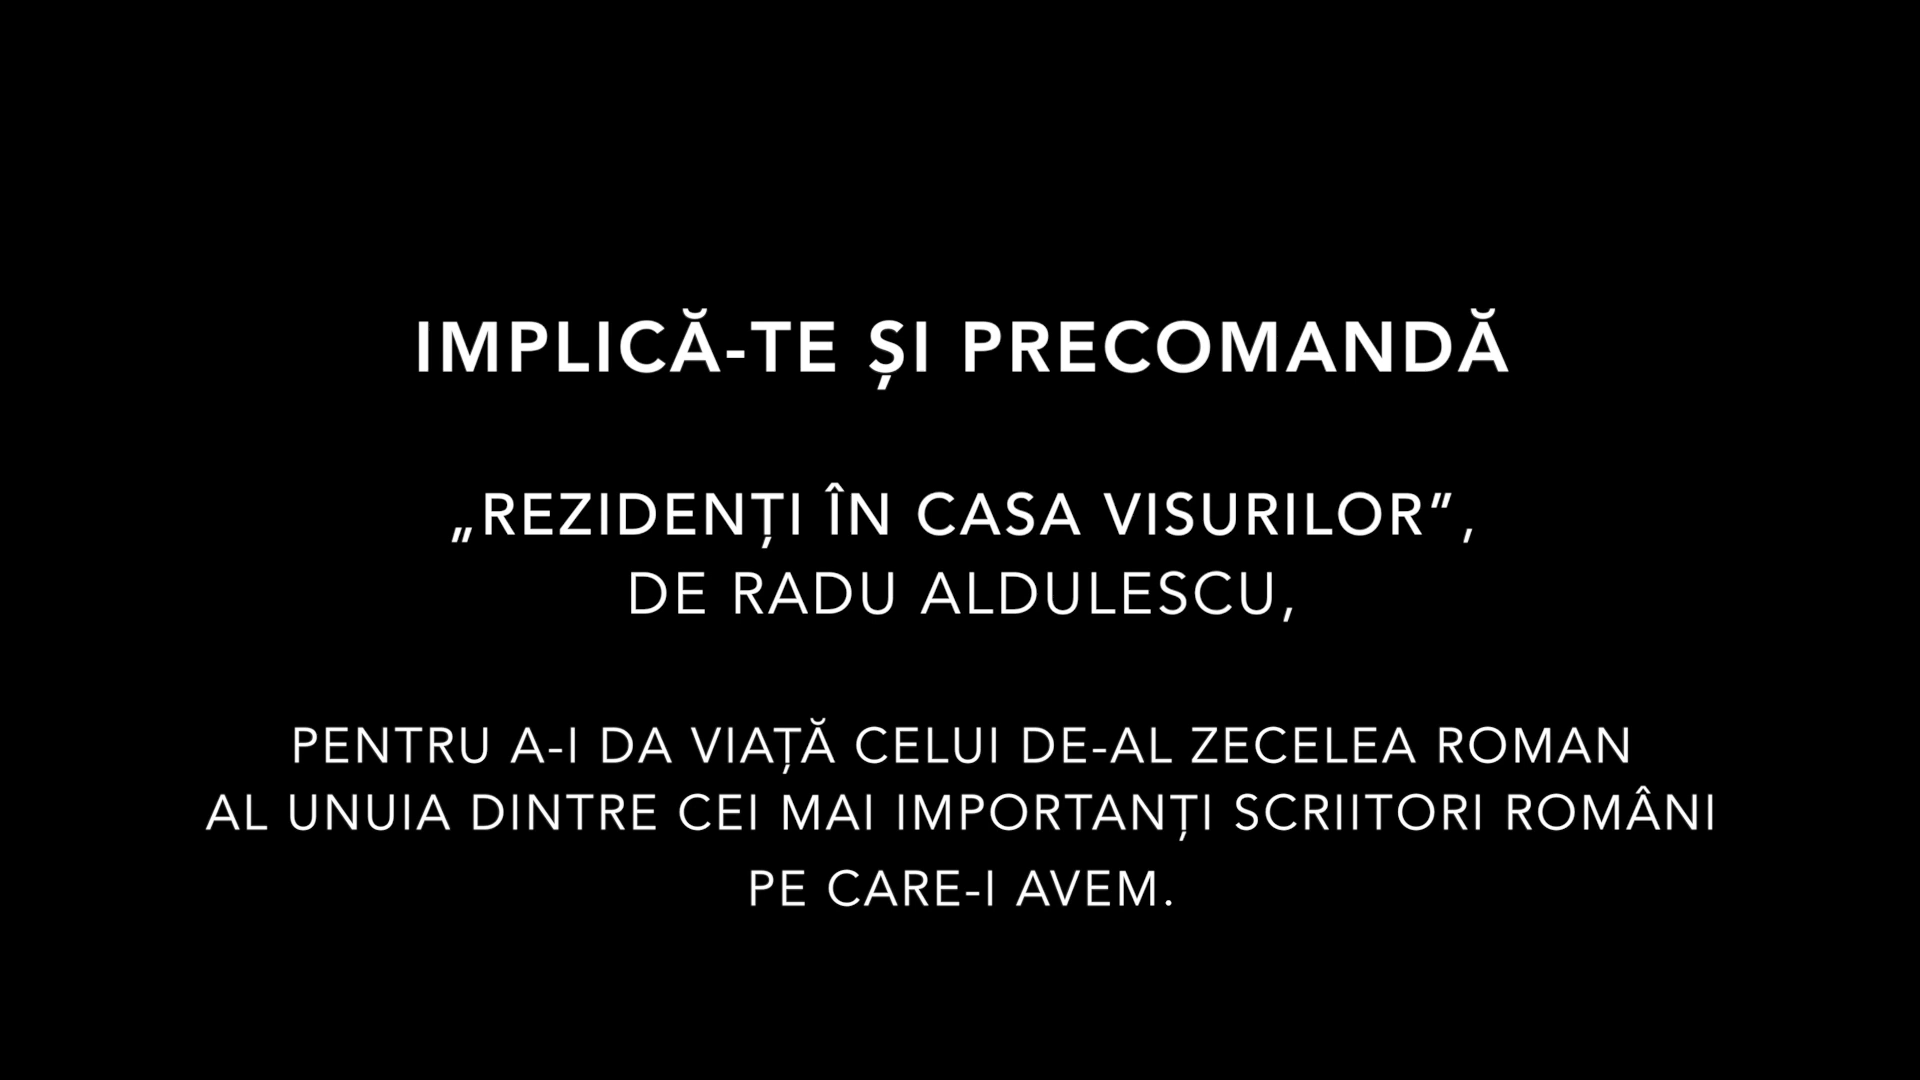 IMPLICĂ-TE ȘI PRECOMANDĂ
„REZIDENȚI ÎN CASA VISURILOR”,
DE RADU ALDULESCU,
PENTRU A-I DA VIAȚĂ CELUI DE-AL ZECELEA ROMAN
AL UNUIA DINTRE CEI MAI IMPORTANȚI SCRIITORI ROMÂNI
PE CARE-I AVEM.